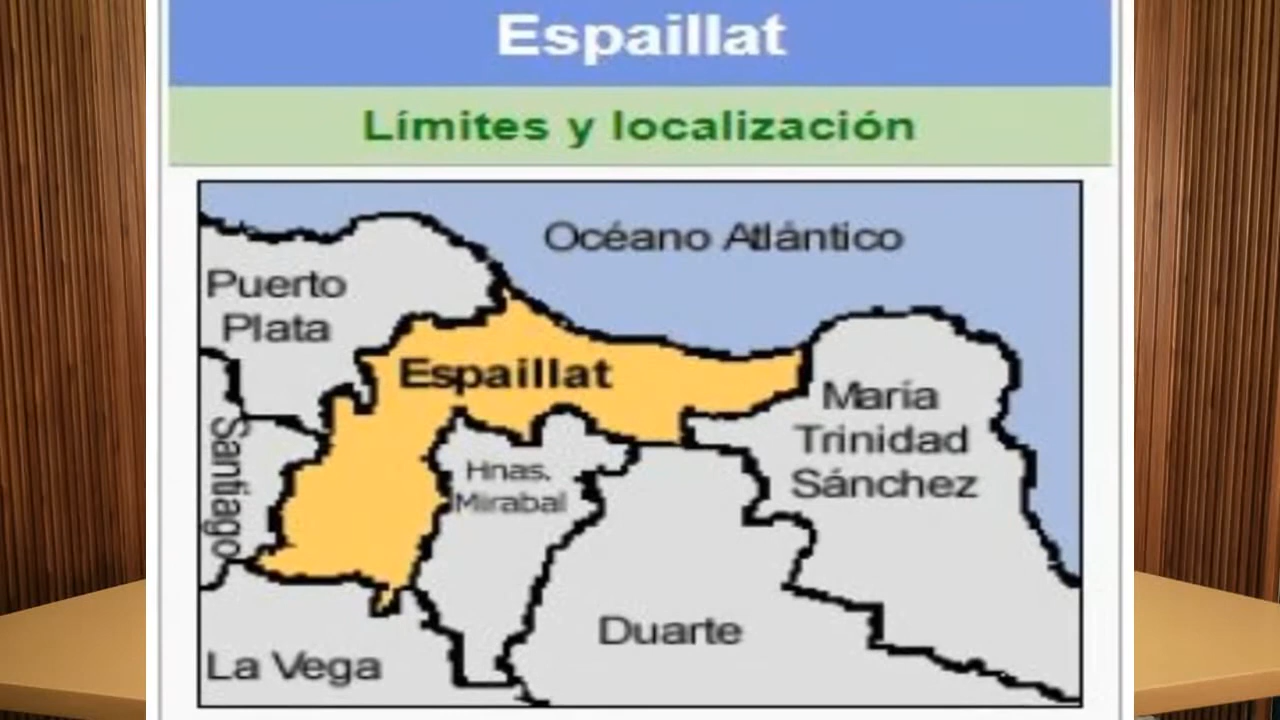 Espaillat
Límites y localización
Océano Atlántico
Puerto
Plata
Espaillat
María
Trinidad
Sánchez
Santiago
Hnas.
Mirabal
Duarte
La Vega